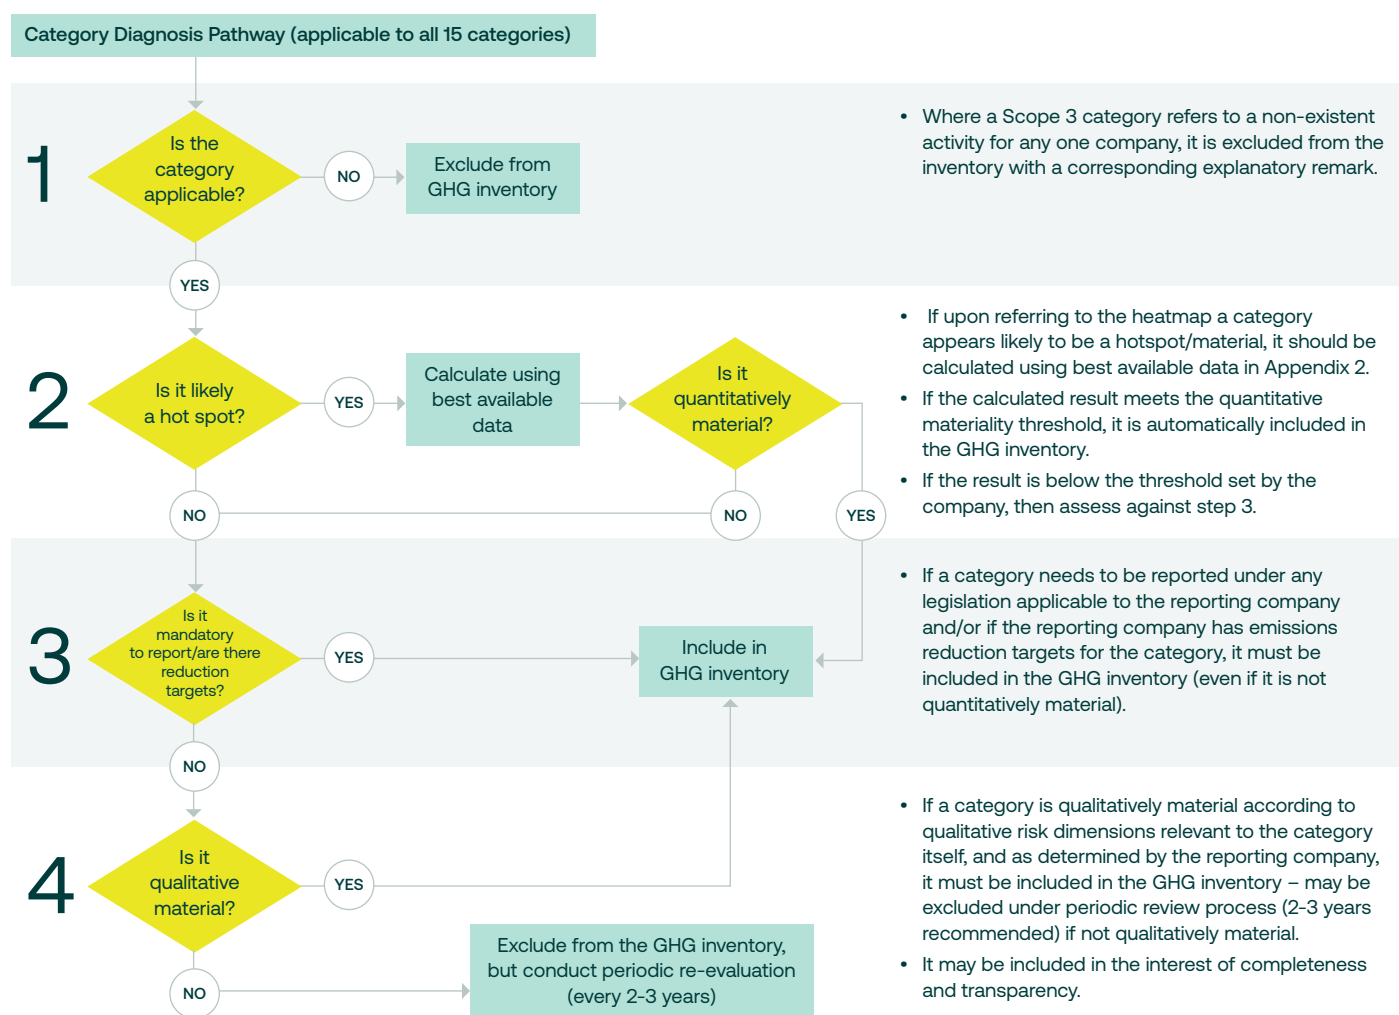 Category Diagnosis Pathway (applicable to all 15 categories)
1
Is the
category
applicable?
NO
Exclude from
GHG inventory
• Where a Scope 3 category refers to a non-existent
activity for any one company, it is excluded from the
inventory with a corresponding explanatory remark.
YES
2
Is it likely
a hot spot?
YES
Calculate using
best available
data
Is it
quantitatively
material?
NO
NO
YES
• If upon referring to the heatmap a category
appears likely to be a hotspot/material, it should be
calculated using best available data in Appendix 2.
• If the calculated result meets the quantitative
materiality threshold, it is automatically included in
the GHG inventory.
• If the result is below the threshold set by the
company, then assess against step 3.
3
Is it
mandatory
to report/are there
reduction
targets?
YES
Include in
GHG inventory
NO
• If a category needs to be reported under any
legislation applicable to the reporting company
and/or if the reporting company has emissions
reduction targets for the category, it must be
included in the GHG inventory (even if it is not
quantitatively material).
4
Is it
qualitative
material?
YES
NO
Exclude from the GHG inventory,
but conduct periodic re-evaluation
(every 2-3 years)
• If a category is qualitatively material according to
qualitative risk dimensions relevant to the category
itself, and as determined by the reporting company,
it must be included in the GHG inventory – may be
excluded under periodic review process (2-3 years
recommended) if not qualitatively material.
• It may be included in the interest of completeness
and transparency.